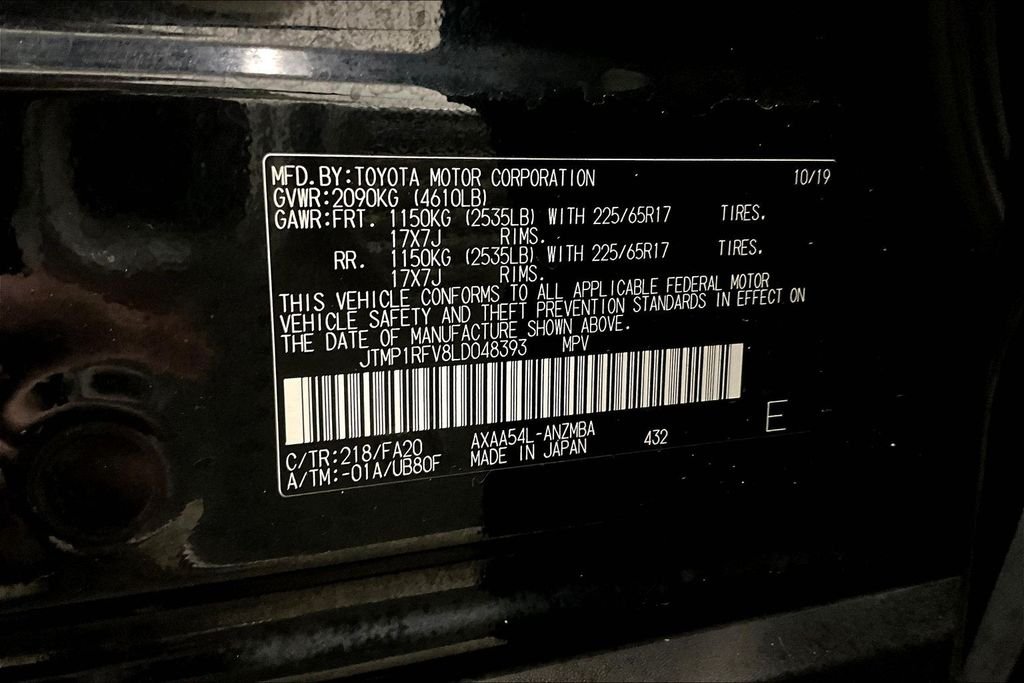 MFD. BY: TOYOTA MOTOR CORPORATION 10/19
GVWR: 2090KG (4610LB)
GAWR: FRT. 1150KG (2535LB) WITH 225/65R17 TIRES.
17X7J RIMS.
RR. 1150KG (2535LB) WITH 225/65R17 TIRES.
17X7J RIMS.
THIS VEHICLE CONFORMS TO ALL APPLICABLE FEDERAL MOTOR
VEHICLE SAFETY AND THEFT PREVENTION STANDARDS IN EFFECT ON
THE DATE OF MANUFACTURE SHOWN ABOVE.
JTMP1RFV8LD048393 MPV
E
C/TR: 218/FA20 AXAA54L-ANZMBA 432
A/TM: -01A/UB80F MADE IN JAPAN